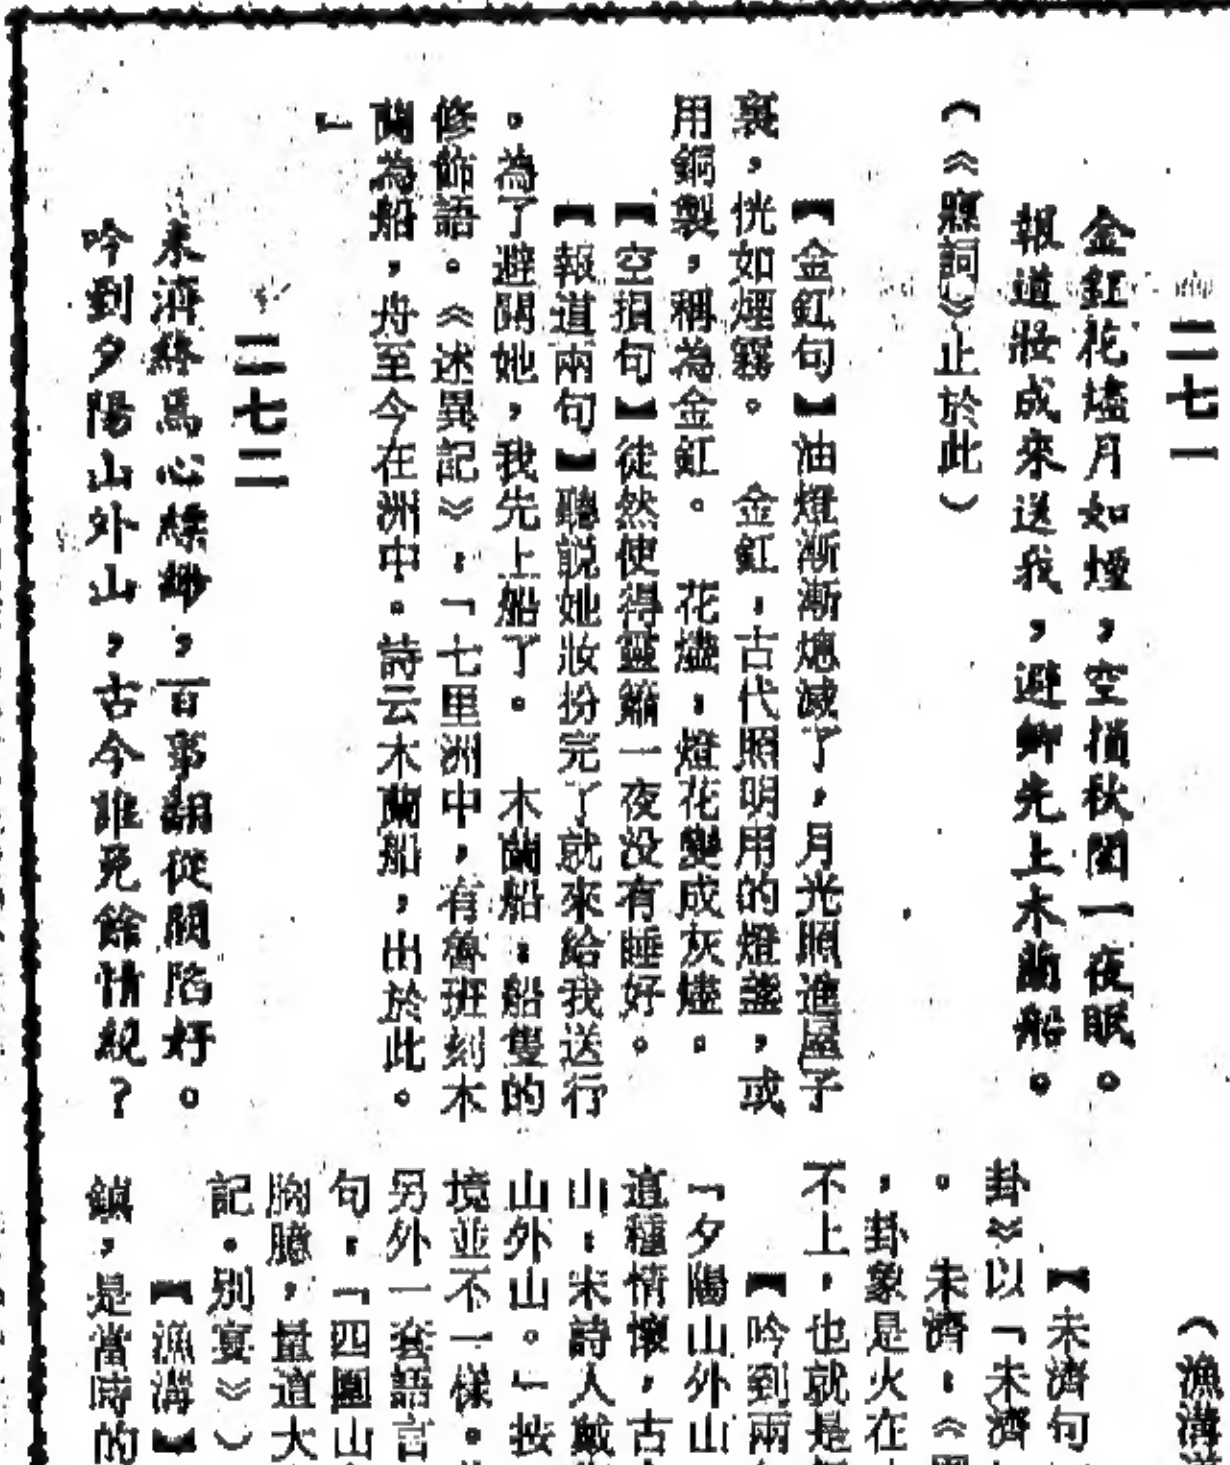 二七一
金釭花燼月如煙，空損秋閨一夜眠。
報道妝成來送我，避卿先上木蘭船。
（《寱詞》止於此）
【金釭句】油燈漸漸熄滅了，月光照進屋子
裏，恍如煙霧。　金釭，古代照明用的燈盞，或
用銅製，稱為金釭。　花燼：燈花變成灰燼。
【空損句】徒然使得靈簫一夜没有睡好。
【報道兩句】聽説她妝扮完了就來給我送行
。為了避開她，我先上船了。　木蘭船：船隻的
修飾語。《述異記》：「七里洲中，有魯班刻木
蘭為船，舟至今在洲中。詩云木蘭船，出於此。
」
二七二
未濟終焉心縹緲，百事翻從闕陷好。
吟到夕陽山外山，古今誰免餘情繞？
（漁溝道
【未濟句
卦》以「未濟
。　未濟：《
，卦象是火在
不上，也就是
【吟到兩
「夕陽山外山
這種情懷，古
山：宋詩人戴
山外山。」按
境並不一樣。
另外一套語言
句：「四圍山
胸臆，量這大
記·別宴》）
【漁溝】
鎮，是當時的